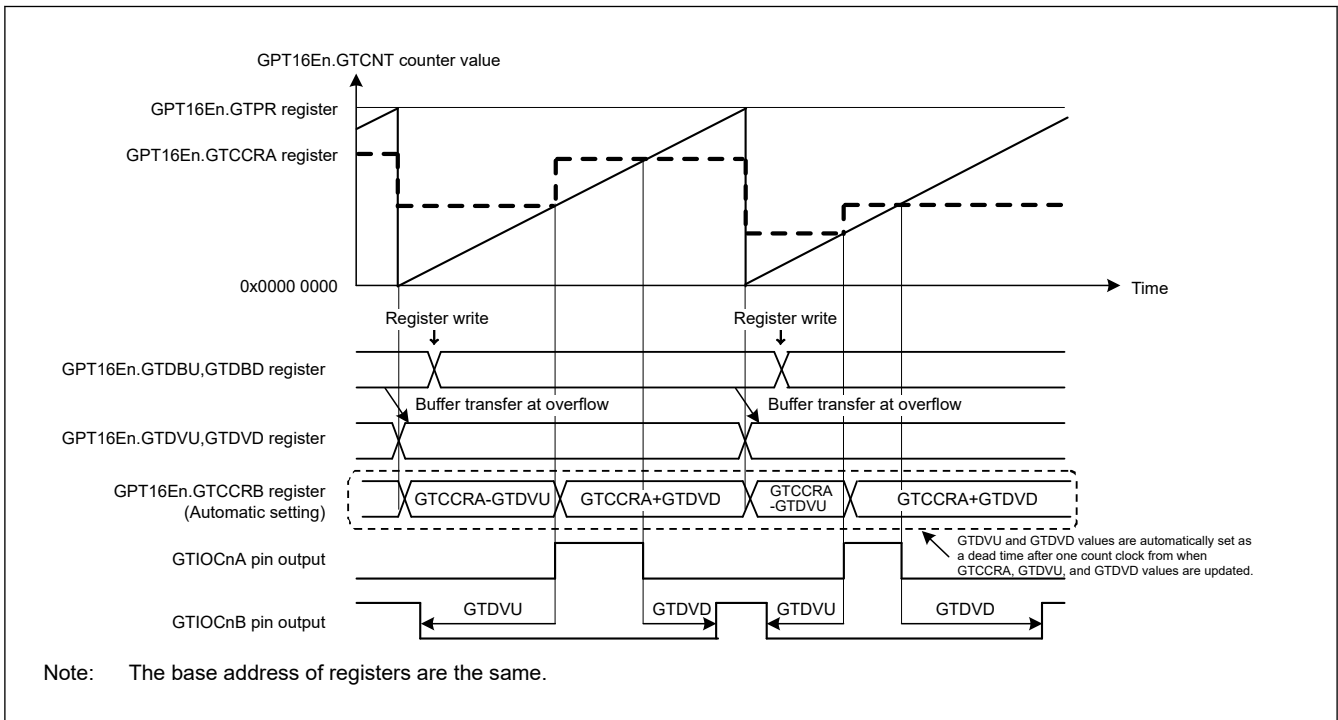 GPT16En.GTCNT counter value
GPT16En.GTPR register
GPT16En.GTCCRA register
0x0000 0000
Time
Register write
Register write
GPT16En.GTDBU,GTDBD register
Buffer transfer at overflow
Buffer transfer at overflow
GPT16En.GTDVU,GTDVD register
GPT16En.GTCCRB register
(Automatic setting)
GTCCRA-GTDVU
GTCCRA+GTDVD
GTCCRA
-GTDVU
GTCCRA+GTDVD
GTDVU and GTDVD values are automatically set as
a dead time after one count clock from when
GTCCRA, GTDVU, and GTDVD values are updated.
GTIOCnA pin output
GTIOCnB pin output
GTDVU
GTDVD
GTDVU
GTDVD
Note: The base address of registers are the same.